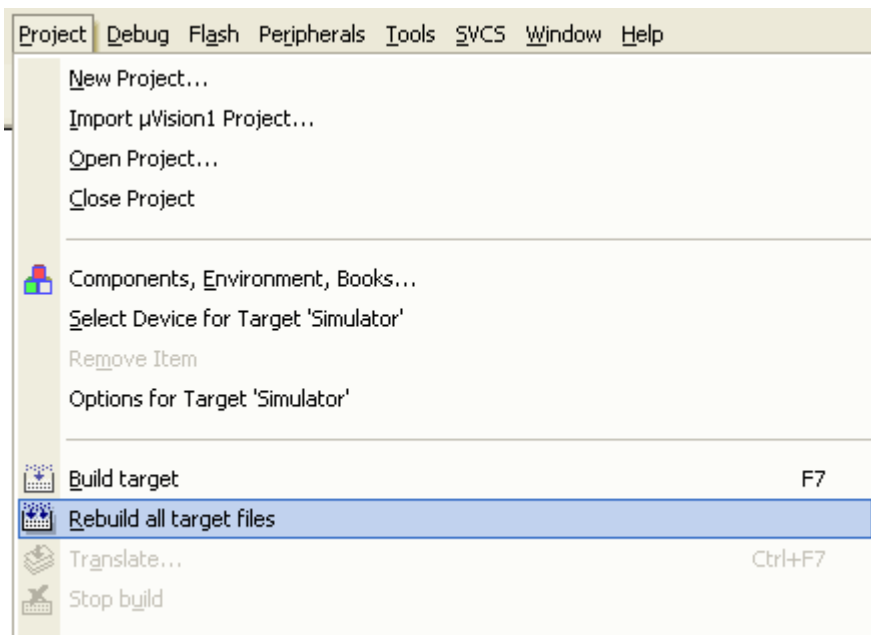 Project Debug Flash Peripherals Tools SVCS Window Help
New Project...
Import µVision1 Project...
Open Project...
Close Project
Components, Environment, Books...
Select Device for Target 'Simulator'
Remove Item
Options for Target 'Simulator'
Build target F7
Rebuild all target files
Translate... Ctrl+F7
Stop build